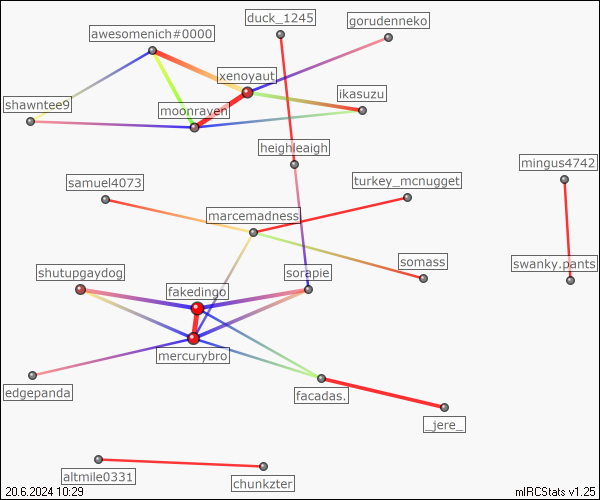 duck_1245
gorudenneko
awesomenich#0000
xenoyaut
ikasuzu
shawntee9
moonraven
heighleaigh
mingus4742
samuel4073
turkey_mcnugget
marcemadness
somass
swanky.pants
shutupgaydog
sorapie
fakedingo
mercurybro
edgepanda
facadas.
_jere_
altmile0331
chunkzter
20.6.2024 10:29
mIRCStats v1.25